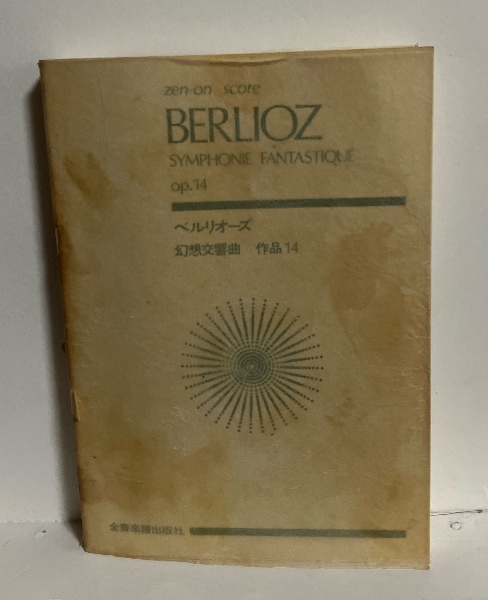 zen-on score
BERLIOZ
SYMPHONIE FANTASTIQUE
op.14
ベルリオーズ
幻想交響曲 作品14
全音楽譜出版社